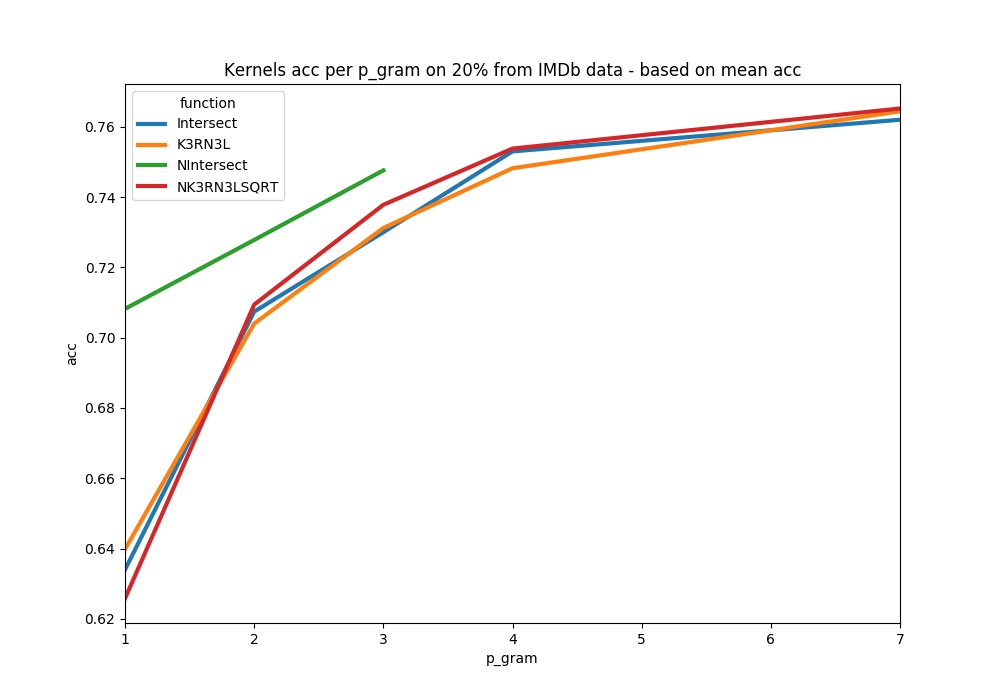 Kernels acc per p_gram on 20% from IMDb data - based on mean acc
function
Intersect
K3RN3L
NIntersect
NK3RN3LSQRT
acc
0.76
0.74
0.72
0.70
0.68
0.66
0.64
0.62
1 2 3 4 5 6 7
p_gram